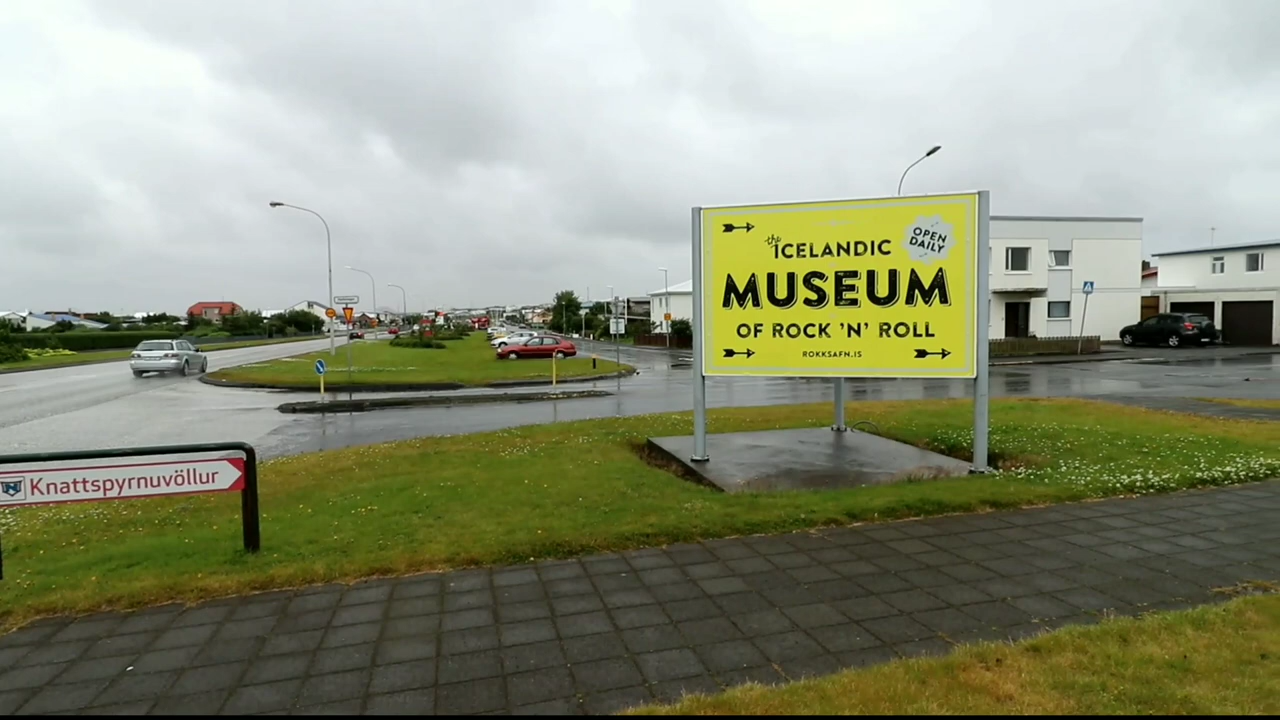 the
ICELANDIC
OPEN
DAILY
MUSEUM
OF ROCK 'N' ROLL
ROKKSAFN.IS
Knattspyrnuvöllur